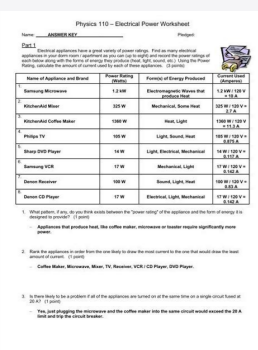 Physics 110 – Electrical Power Worksheet
Name: ANSWER KEY Pledged:
Part 1
Electrical appliances have a great variety of power ratings. Find as many electrical
appliances in your dorm room / apartment as you can (up to eight) and record the power ratings of
each below along with the forms of energy they produce (heat, light, sound, etc.). Using the Power
Rating, calculate the amount of current used by each of these appliances. (3 points)
Name of Appliance and Brand Power Rating (Watts) Form(s) of Energy Produced Current Used (Amperes)
1.
Samsung Microwave 1.2 kW Electromagnetic Waves that produce Heat 1.2 kW / 120 V = 10 A
2.
KitchenAid Mixer 325 W Mechanical, Some Heat 325 W / 120 V = 2.7 A
3.
KitchenAid Coffee Maker 1360 W Heat, Light 1360 W / 120 V = 11.3 A
4.
Philips TV 105 W Light, Sound, Heat 105 W / 120 V = 0.875 A
5.
Sharp DVD Player 14 W Light, Electrical, Mechanical 14 W / 120 V = 0.117 A
6.
Samsung VCR 17 W Mechanical, Light 17 W / 120 V = 0.142 A
7.
Denon Receiver 100 W Sound, Light, Heat 100 W / 120 V = 0.83 A
8.
Denon CD Player 17 W Electrical, Light, Mechanical 17 W / 120 V = 0.142 A
1. What pattern, if any, do you think exists between the "power rating" of the appliance and the form of energy it is
designed to provide? (1 point)
– Appliances that produce heat, like coffee maker, microwave or toaster require significantly more
power.
2. Rank the appliances in order from the one likely to draw the most current to the one that would draw the least
amount of current. (1 point)
– Coffee Maker, Microwave, Mixer, TV, Receiver, VCR / CD Player, DVD Player.
3. Is there likely to be a problem if all of the appliances are turned on at the same time on a single circuit fused at
20 A? (1 point)
– Yes, just plugging the microwave and the coffee maker into the same circuit would exceed the 20 A
limit and trip the circuit breaker.